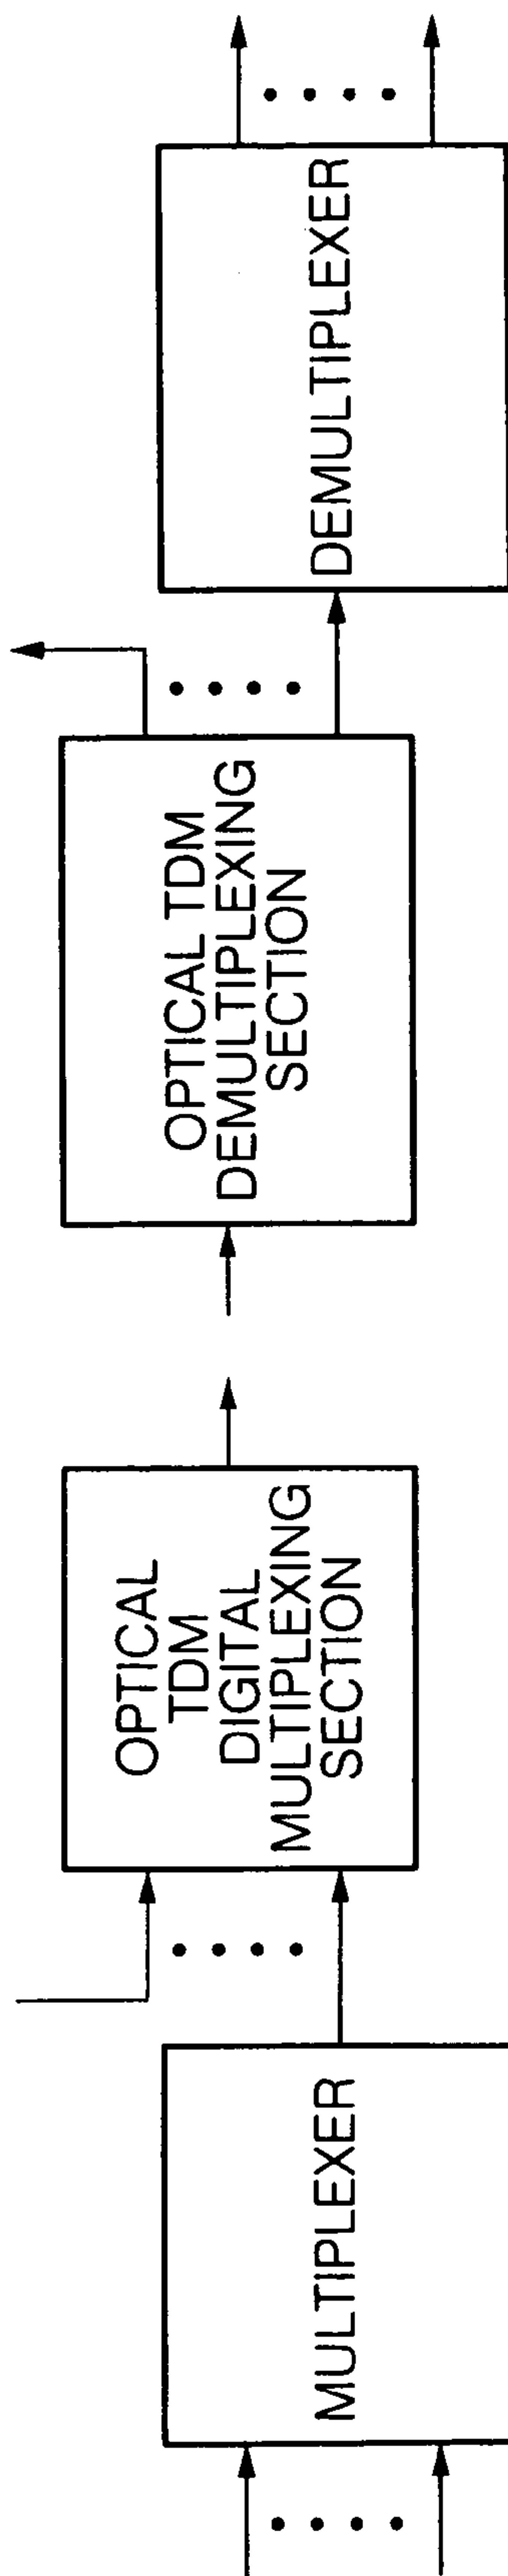 MULTIPLEXER
OPTICAL
TDM
DIGITAL
MULTIPLEXING
SECTION
OPTICAL TDM
DEMULTIPLEXING
SECTION
DEMULTIPLEXER